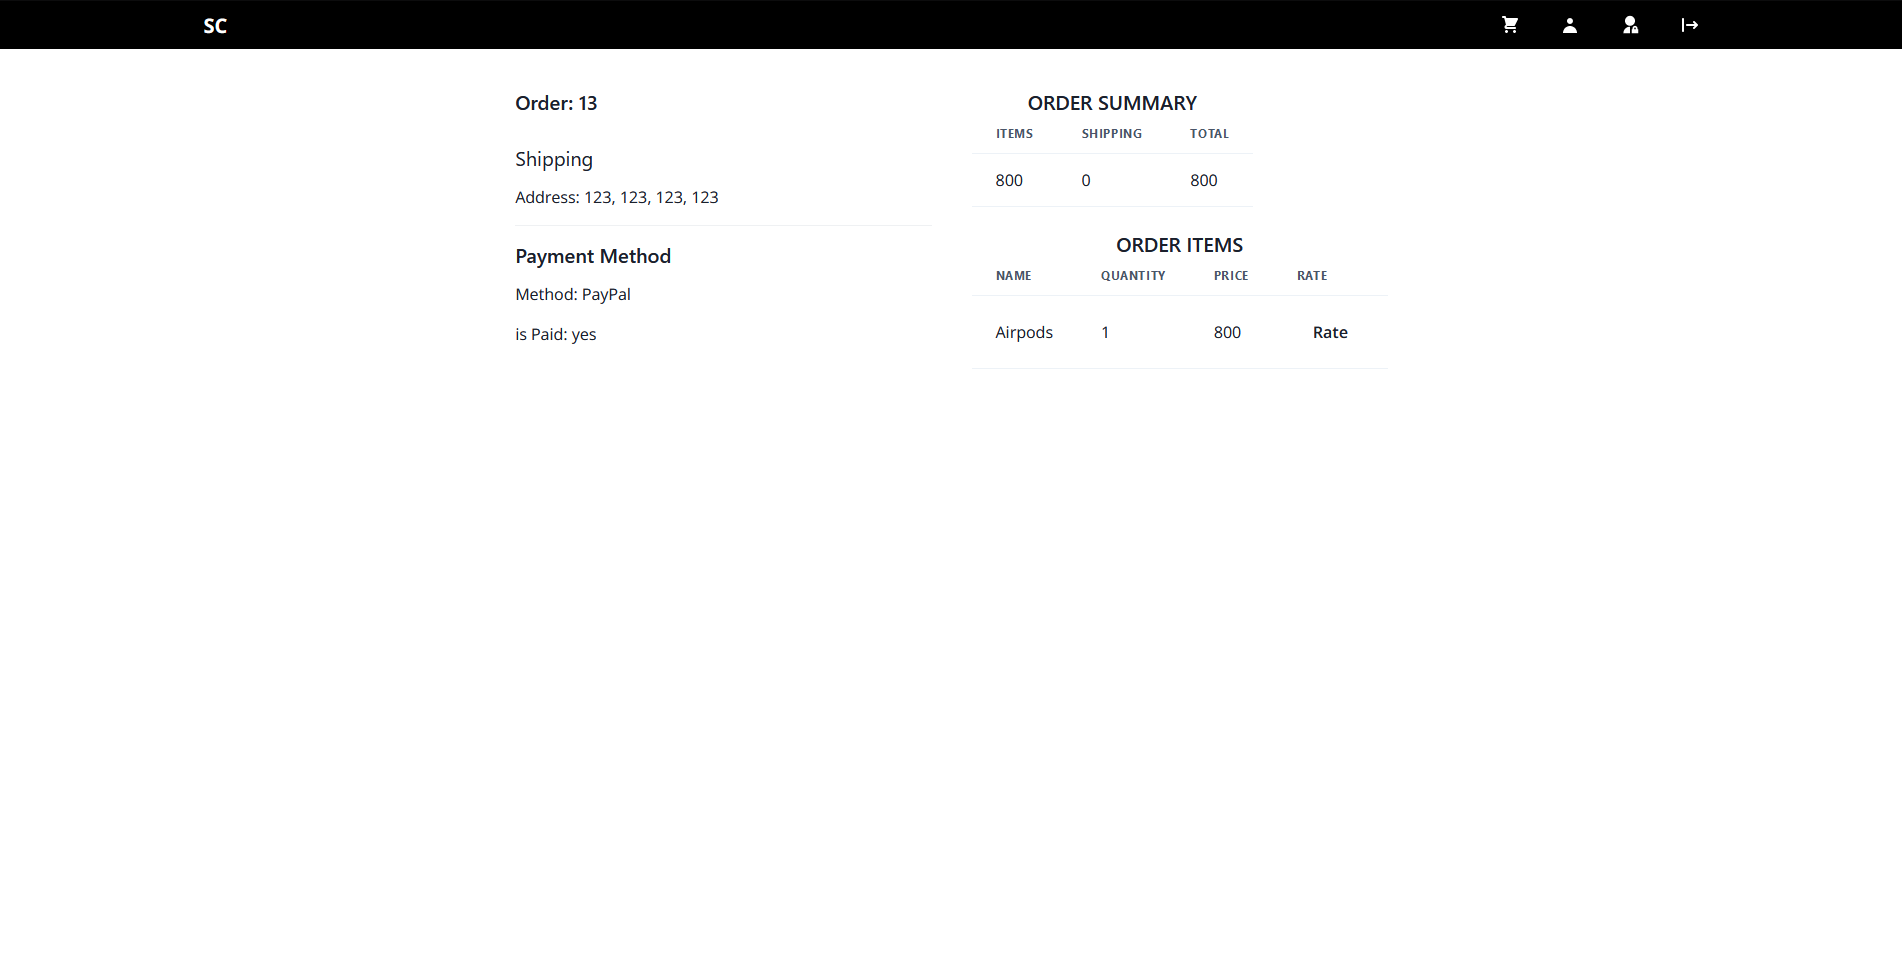 SC
Order: 13
Shipping
Address: 123, 123, 123, 123
Payment Method
Method: PayPal
is Paid: yes
ORDER SUMMARY
ITEMS SHIPPING TOTAL
800 0 800
ORDER ITEMS
NAME QUANTITY PRICE RATE
Airpods 1 800 Rate